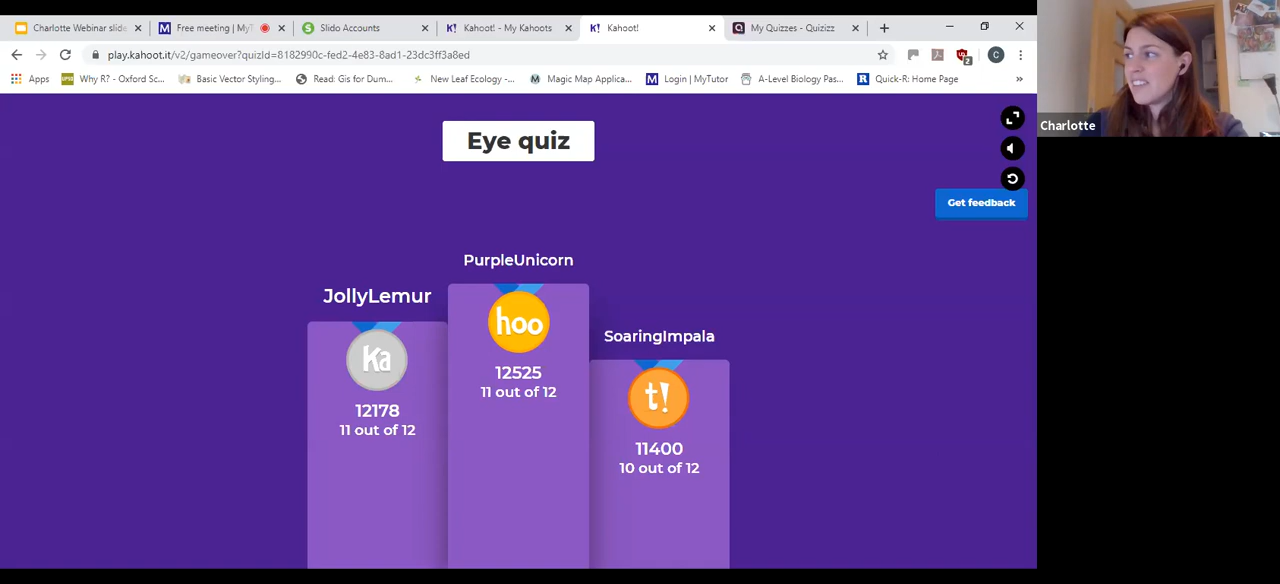 Charlotte Webinar slide
Free meeting | MyT
Slido Accounts
Kahoot! - My Kahoots
Kahoot!
My Quizzes - Quizizz
play.kahoot.it/v2/gameover?quizId=8182990c-fed2-4e83-8ad1-23dc3ff3a8ed
Apps
Why R? - Oxford Sc...
Basic Vector Styling...
Read: Gis for Dum...
New Leaf Ecology -...
Magic Map Applica...
Login | MyTutor
A-Level Biology Pas...
Quick-R: Home Page
Charlotte
Eye quiz
Get feedback
PurpleUnicorn
JollyLemur
SoaringImpala
hoo
Ka
t!
12525
11 out of 12
12178
11 out of 12
11400
10 out of 12